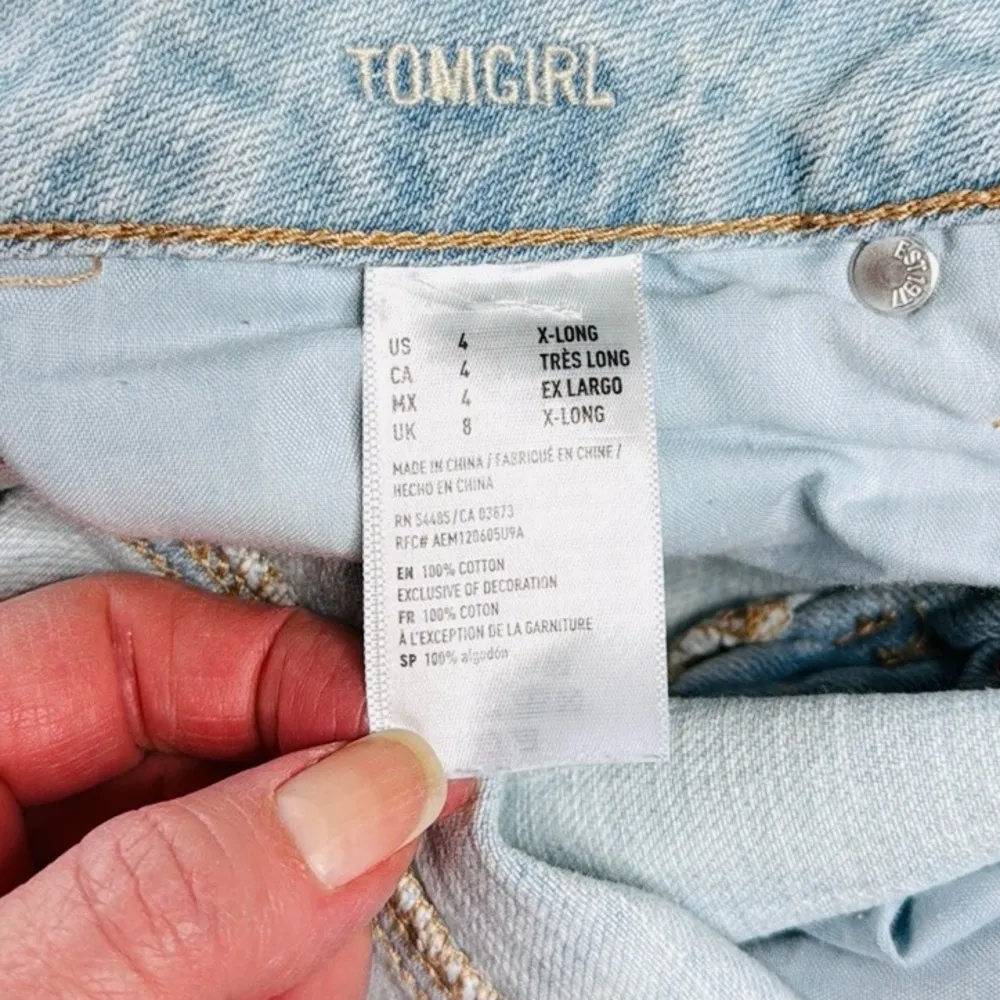 TOMGIRL
EST 1977
US 4 X-LONG
CA 4 TRÈS LONG
MX 4 EX LARGO
UK 8 X-LONG
MADE IN CHINA / FABRIQUÉ EN CHINE /
HECHO EN CHINA
RN 54485/CA 03873
RFC# AEM120605U9A
EN 100% COTTON
EXCLUSIVE OF DECORATION
FR 100% COTON
À L'EXCEPTION DE LA GARNITURE
SP 100% algodón